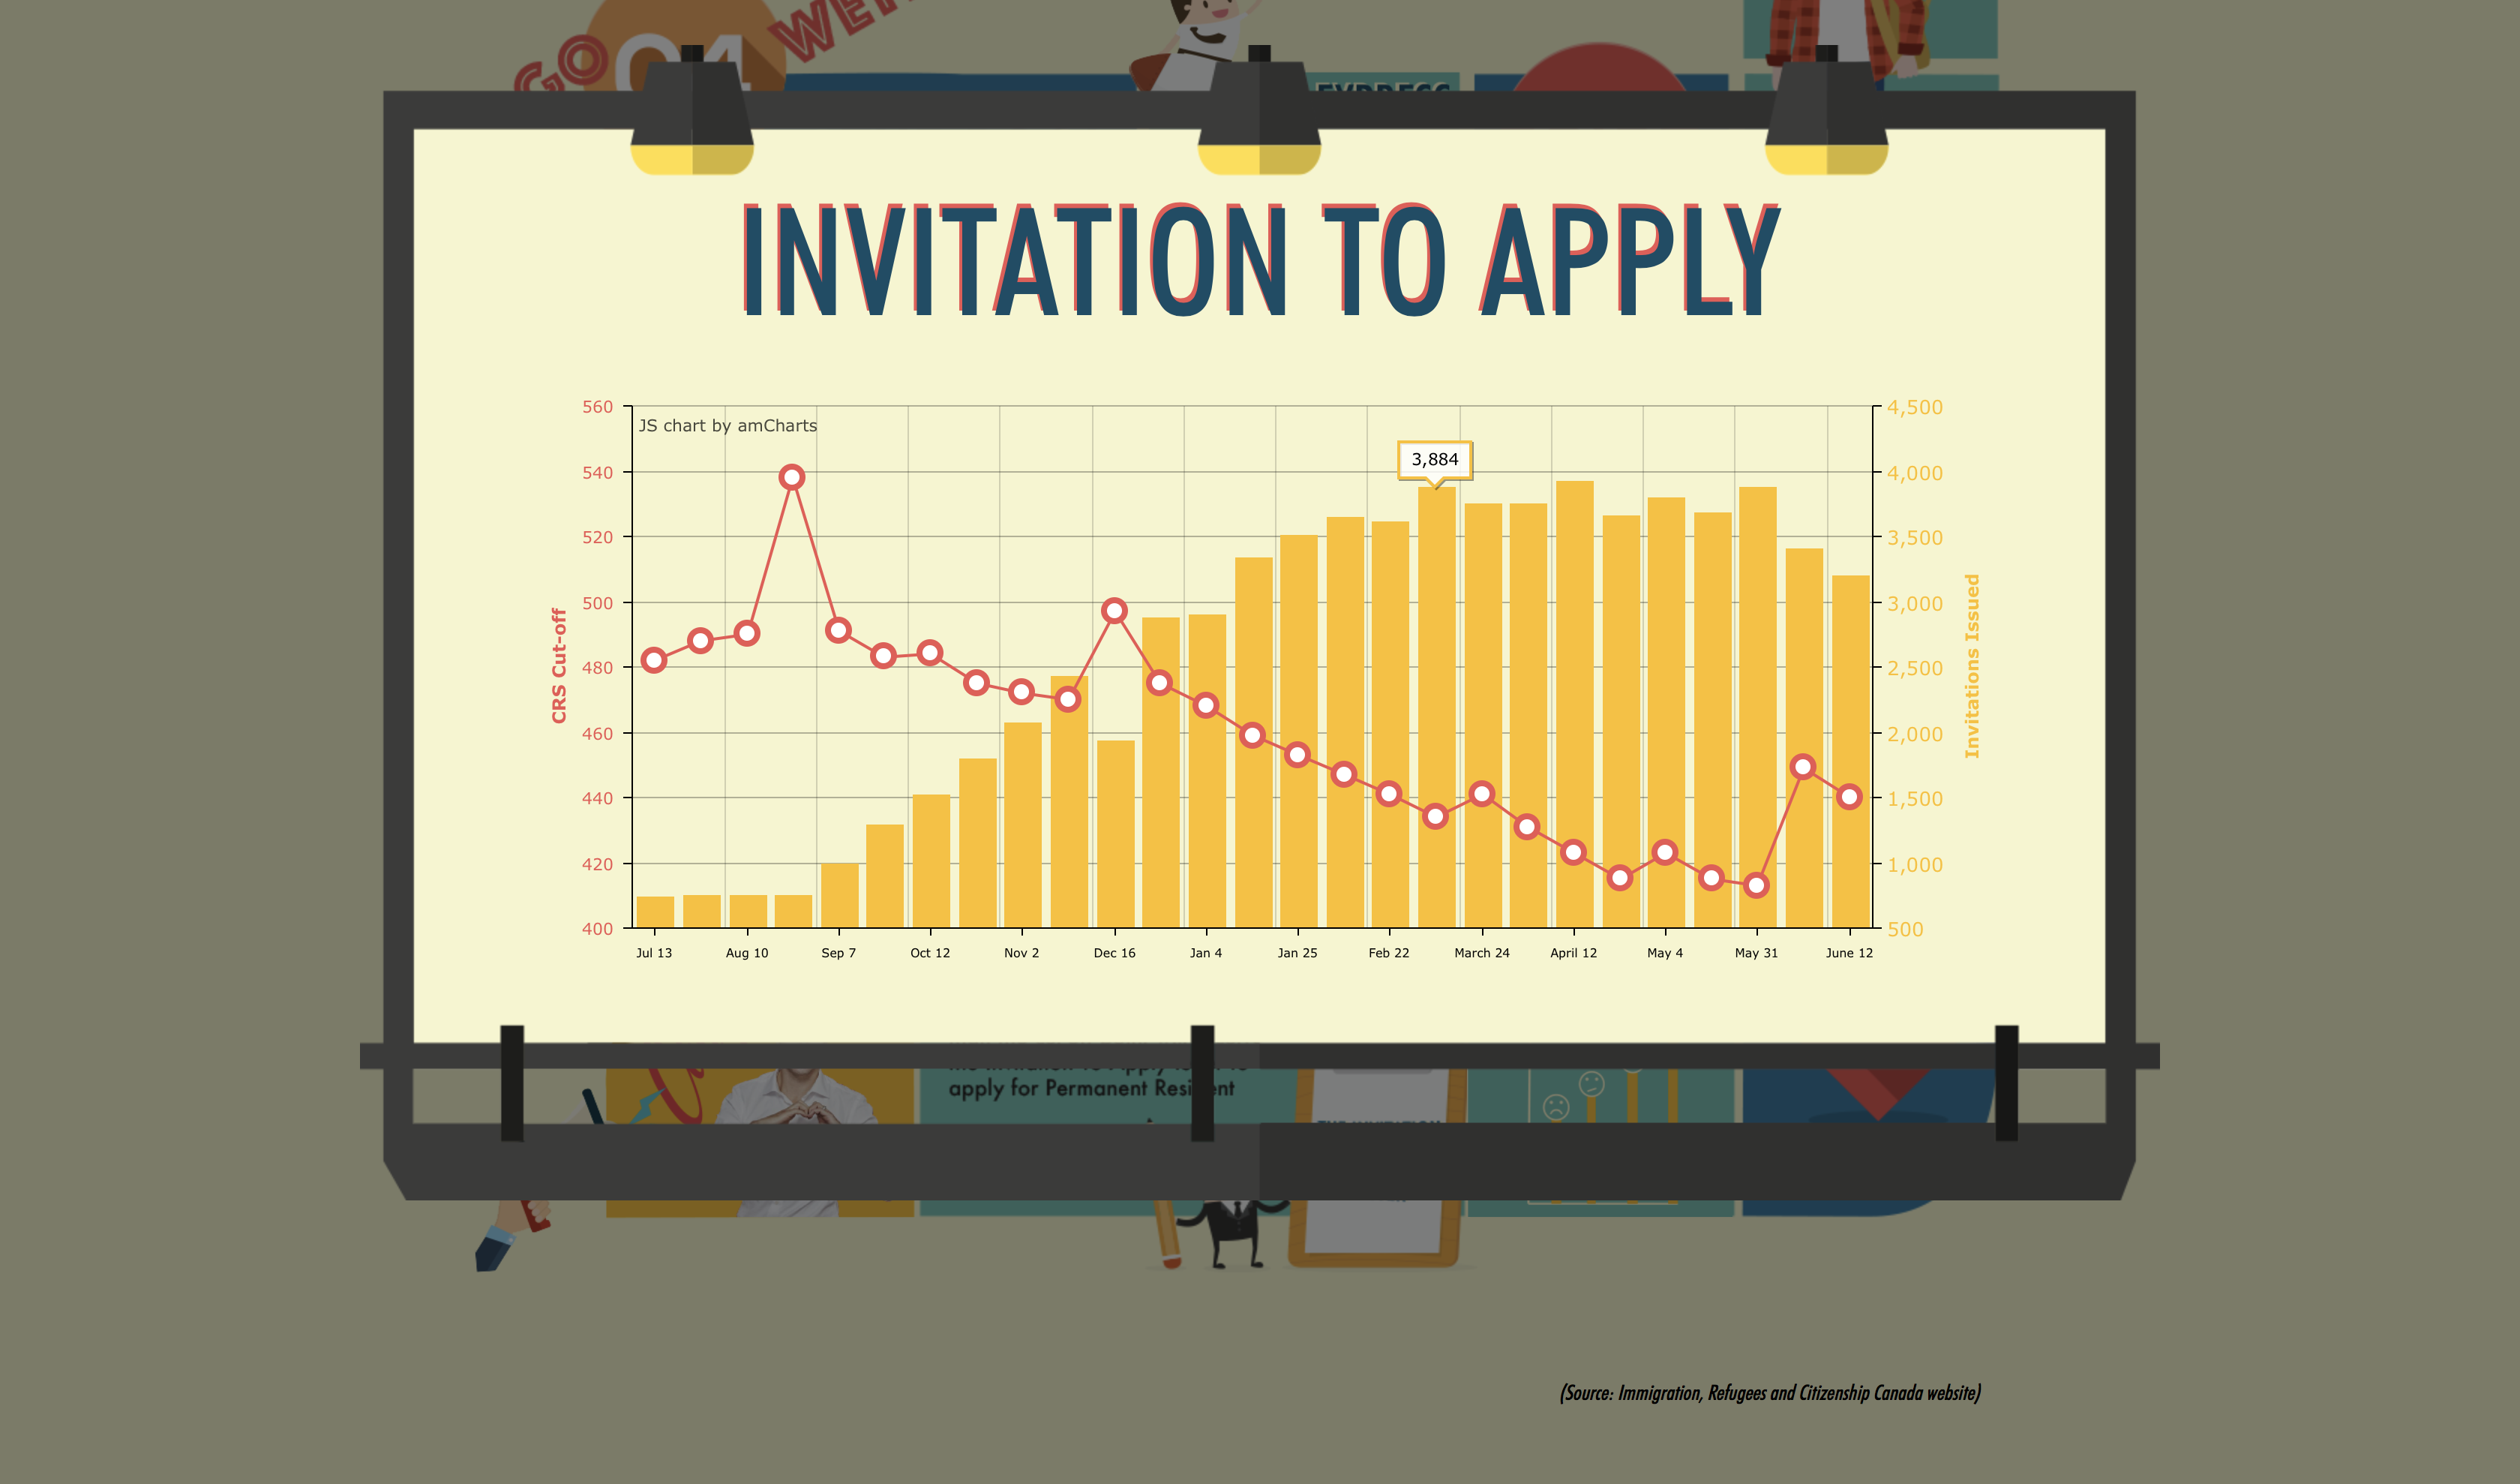 GO
04
INVITATION TO APPLY
JS chart by amCharts
3,884
CRS Cut-off
560
540
520
500
480
460
440
420
400
4,500
4,000
3,500
3,000
2,500
2,000
1,500
1,000
500
Invitations Issued
Jul 13
Aug 10
Sep 7
Oct 12
Nov 2
Dec 16
Jan 4
Jan 25
Feb 22
March 24
April 12
May 4
May 31
June 12
apply for Permanent Resident
(Source: Immigration, Refugees and Citizenship Canada website)